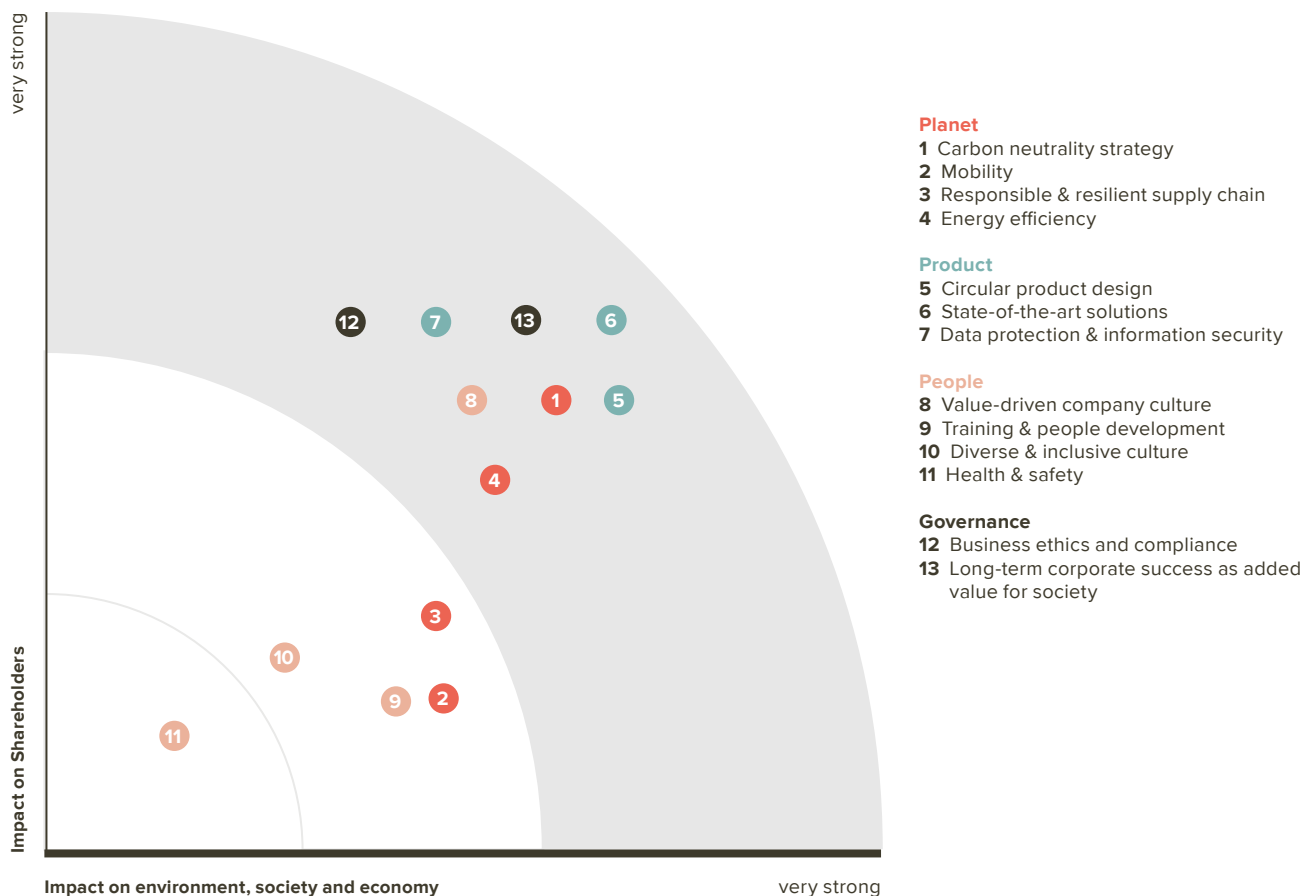 very strong
Impact on Shareholders
12
7
13
6
8
1
5
4
3
10
9
2
11
Impact on environment, society and economy
very strong
Planet
1 Carbon neutrality strategy
2 Mobility
3 Responsible & resilient supply chain
4 Energy efficiency
Product
5 Circular product design
6 State-of-the-art solutions
7 Data protection & information security
People
8 Value-driven company culture
9 Training & people development
10 Diverse & inclusive culture
11 Health & safety
Governance
12 Business ethics and compliance
13 Long-term corporate success as added
value for society